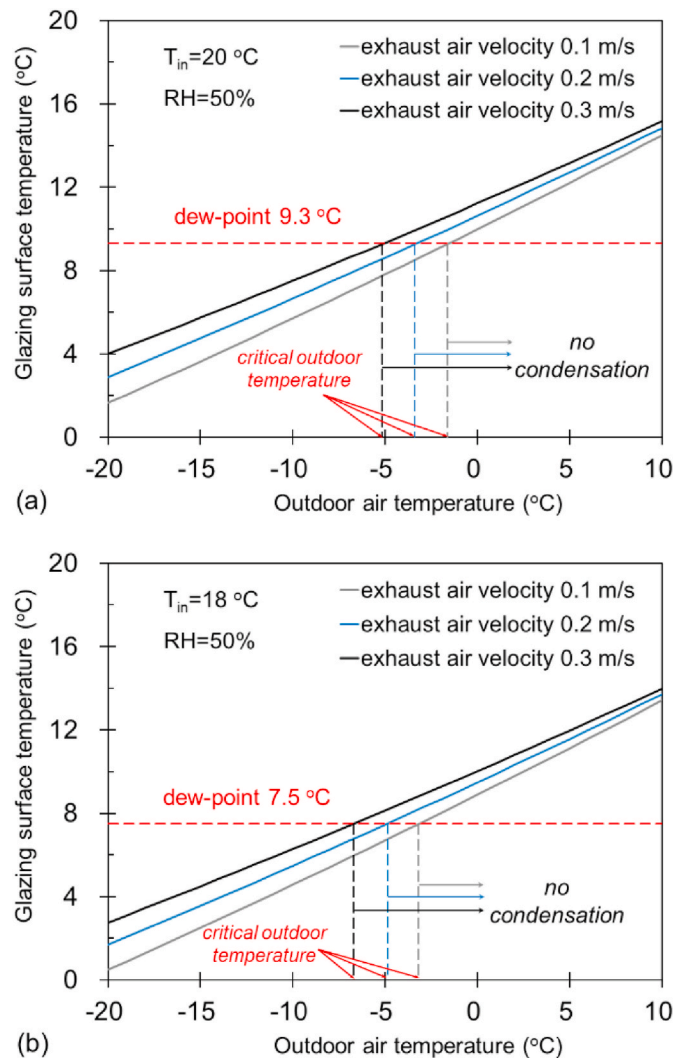 20
16
12
8
4
0
Glazing surface temperature (°C)
T_in=20 °C
RH=50%
exhaust air velocity 0.1 m/s
exhaust air velocity 0.2 m/s
exhaust air velocity 0.3 m/s
dew-point 9.3 °C
critical outdoor
temperature
no
condensation
-20 -15 -10 -5 0 5 10
(a) Outdoor air temperature (°C)
20
16
12
8
4
0
Glazing surface temperature (°C)
T_in=18 °C
RH=50%
exhaust air velocity 0.1 m/s
exhaust air velocity 0.2 m/s
exhaust air velocity 0.3 m/s
dew-point 7.5 °C
critical outdoor
temperature
no
condensation
-20 -15 -10 -5 0 5 10
(b) Outdoor air temperature (°C)